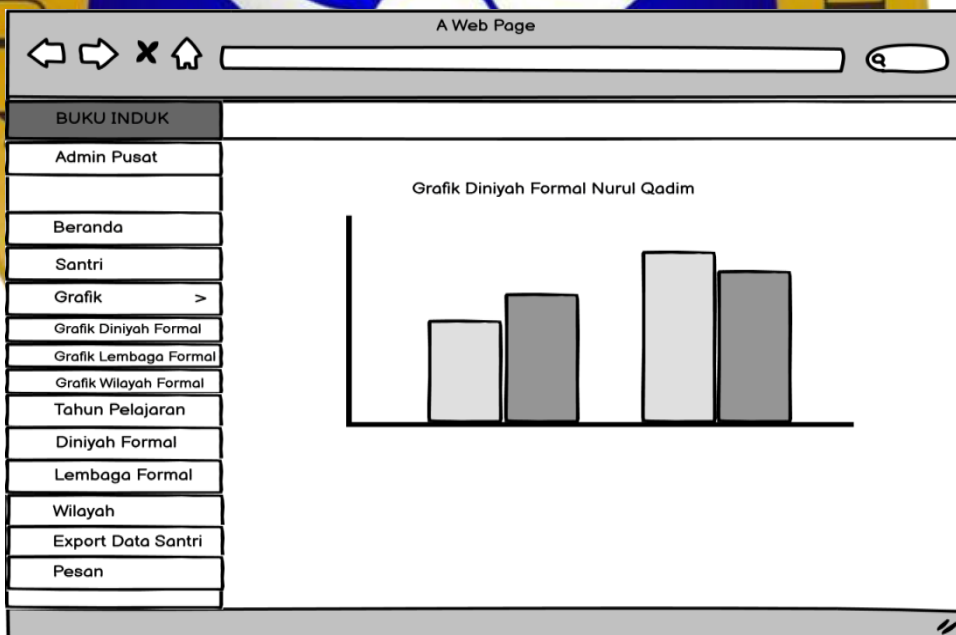 A Web Page
BUKU INDUK
Admin Pusat
Beranda
Santri
Grafik >
Grafik Diniyah Formal
Grafik Lembaga Formal
Grafik Wilayah Formal
Tahun Pelajaran
Diniyah Formal
Lembaga Formal
Wilayah
Export Data Santri
Pesan
Grafik Diniyah Formal Nurul Qadim